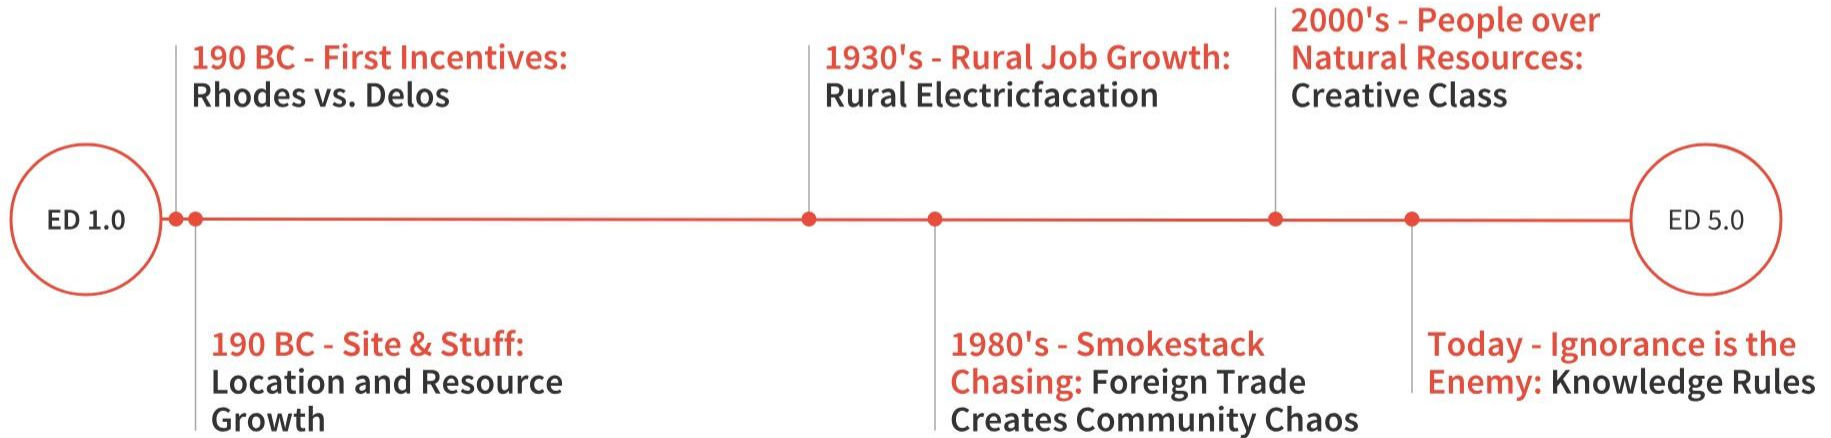 ED 1.0
190 BC - First Incentives:
Rhodes vs. Delos
190 BC - Site & Stuff:
Location and Resource
Growth
1930's - Rural Job Growth:
Rural Electricfacation
1980's - Smokestack
Chasing: Foreign Trade
Creates Community Chaos
2000's - People over
Natural Resources:
Creative Class
Today - Ignorance is the
Enemy: Knowledge Rules
ED 5.0